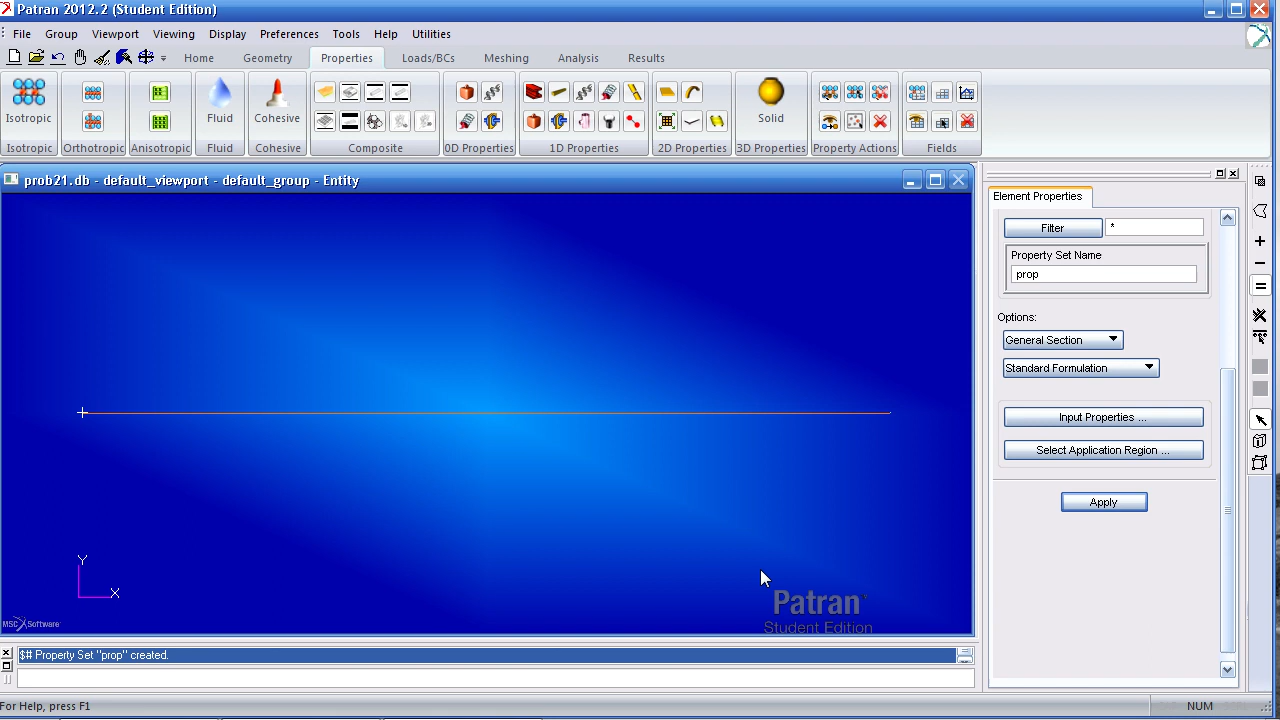 Patran 2012.2 (Student Edition)
File Group Viewport Viewing Display Preferences Tools Help Utilities
Home Geometry Properties Loads/BCs Meshing Analysis Results
Isotropic Fluid Cohesive Solid
Isotropic Orthotropic Anisotropic Fluid Cohesive Composite 0D Properties 1D Properties 2D Properties 3D Properties Property Actions Fields
prob21.db - default_viewport - default_group - Entity
Element Properties
Filter *
Property Set Name
prop
Options:
General Section
Standard Formulation
Input Properties ...
Select Application Region ...
Apply
Y
X
Patran
Student Edition
MSC Software
$# Property Set "prop" created.
For Help, press F1 NUM